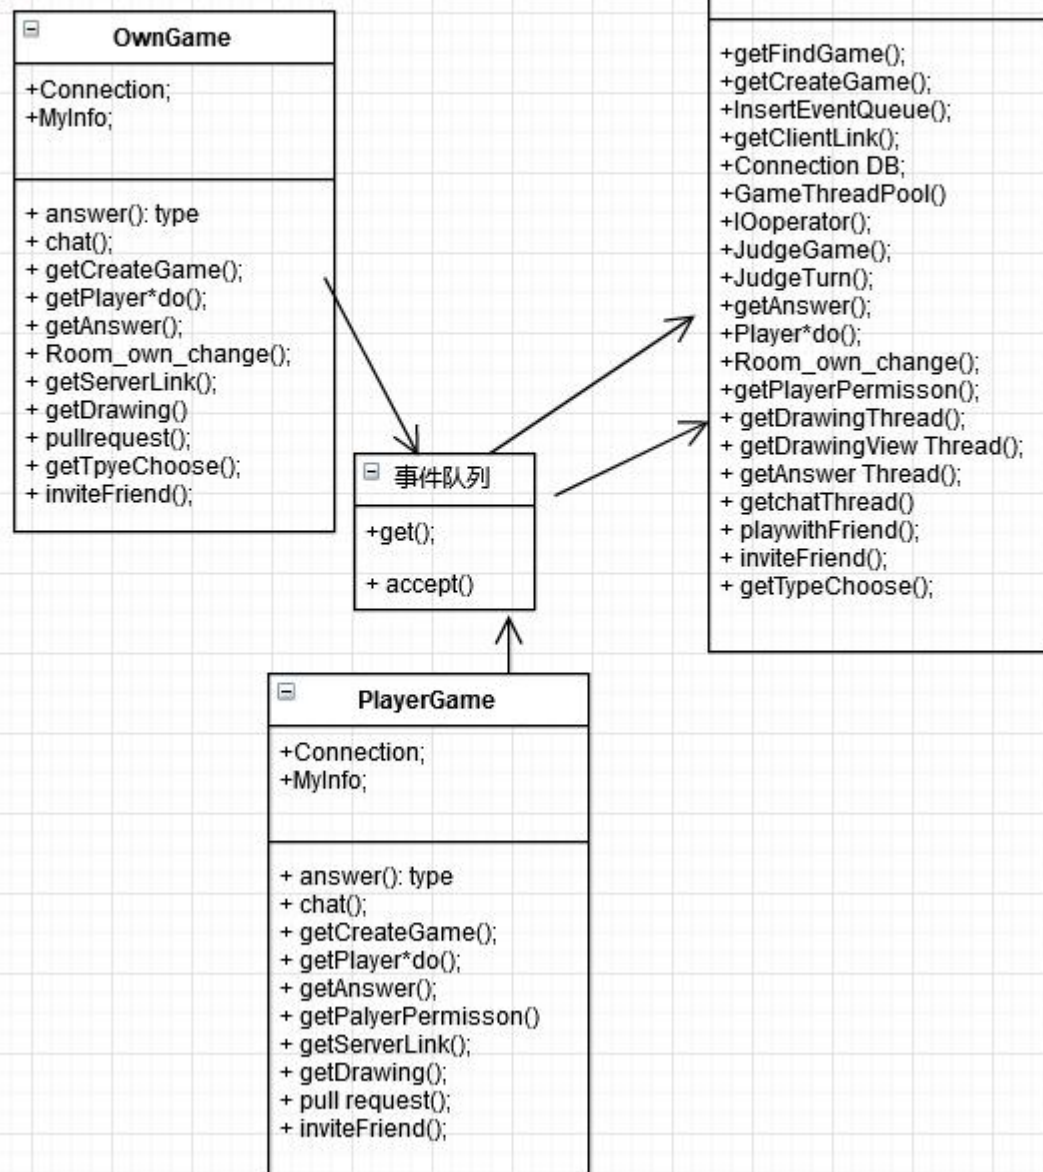 OwnGame
+Connection;
+MyInfo;
+ answer(): type
+ chat();
+ getCreateGame();
+ getPlayer*do();
+ getAnswer();
+ Room_own_change();
+ getServerLink();
+ getDrawing()
+ pullrequest();
+ getTpyeChoose();
+ inviteFriend();
事件队列
+get();
+ accept()
+getFindGame();
+getCreateGame();
+InsertEventQueue();
+getClientLink();
+Connection DB;
+GameThreadPool()
+IOoperator();
+JudgeGame();
+JudgeTurn();
+getAnswer();
+Player*do();
+Room_own_change();
+getPlayerPermisson();
+ getDrawingThread();
+ getDrawingView Thread();
+ getAnswer Thread();
+ getchatThread()
+ playwithFriend();
+ inviteFriend();
+ getTypeChoose();
PlayerGame
+Connection;
+MyInfo;
+ answer(): type
+ chat();
+ getCreateGame();
+ getPlayer*do();
+ getAnswer();
+ getPalyerPermisson()
+ getServerLink();
+ getDrawing();
+ pull request();
+ inviteFriend();